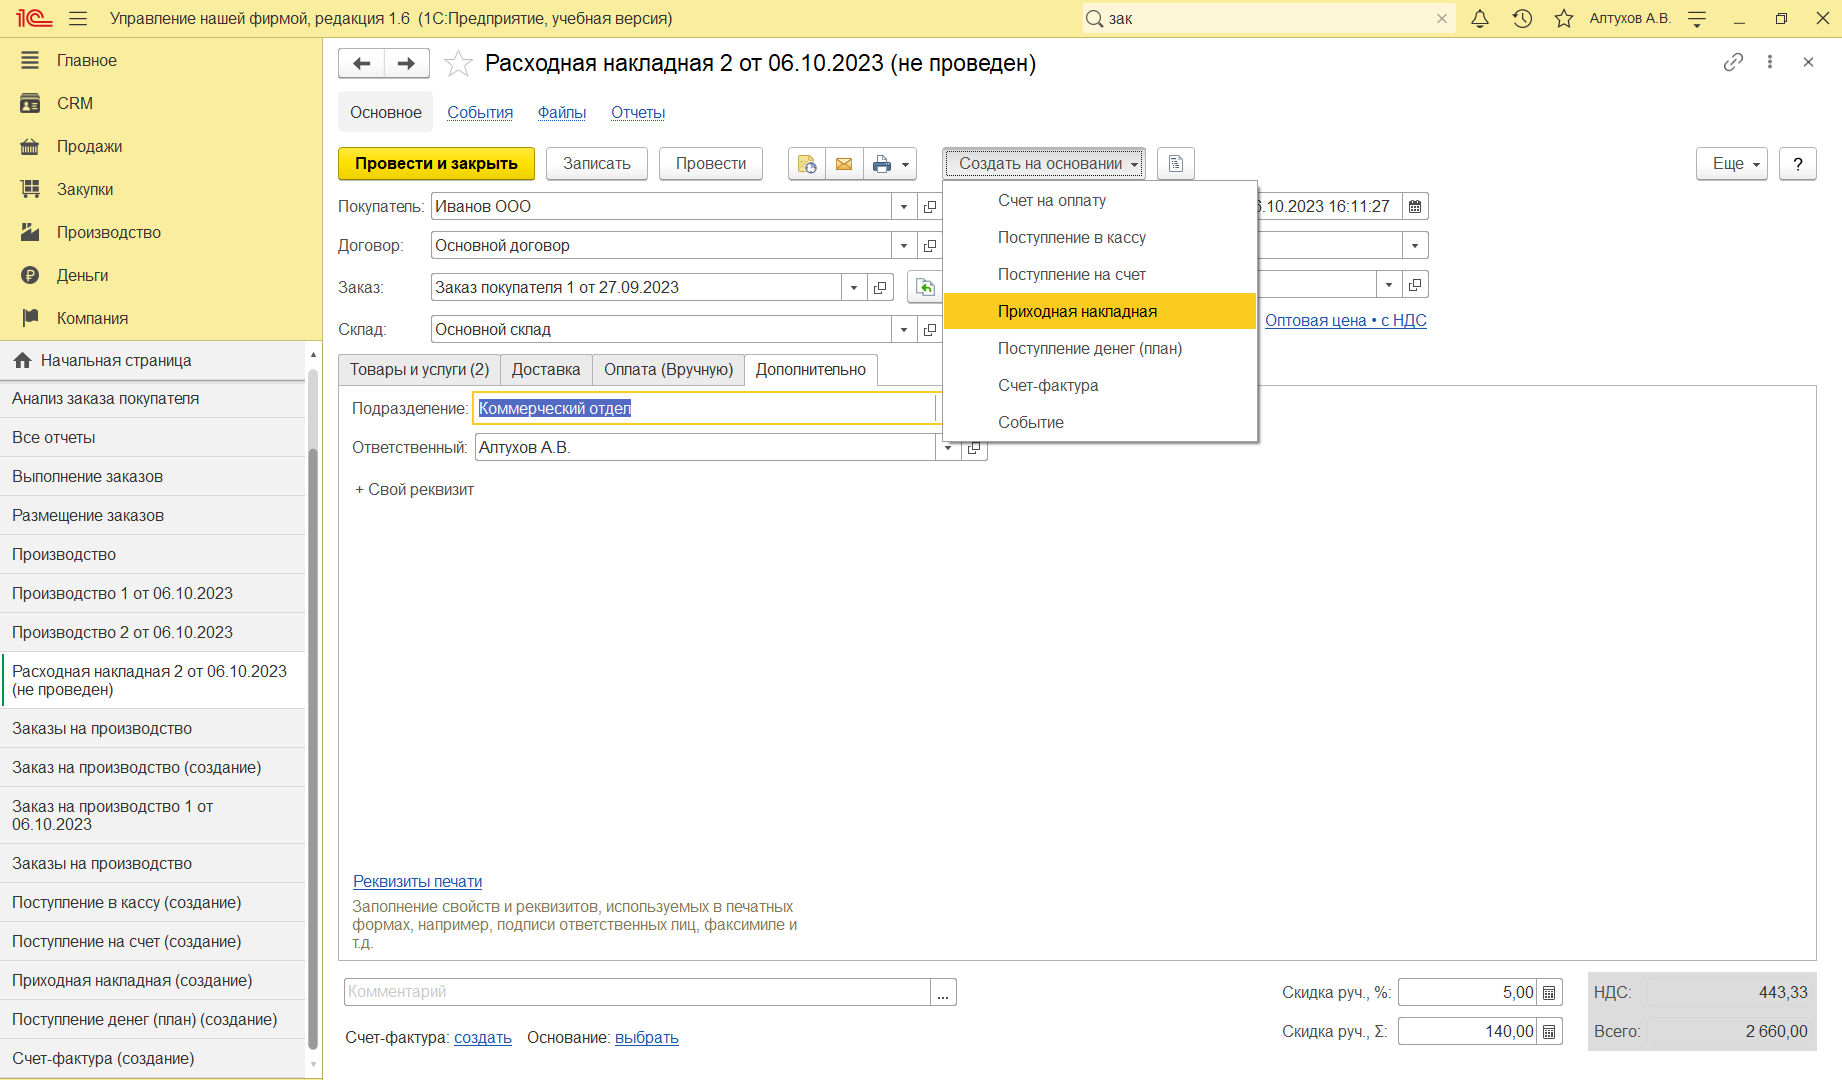 1С Управление нашей фирмой, редакция 1.6 (1С:Предприятие, учебная версия) зак Алтухов А.В.
Главное
CRM
Продажи
Закупки
Производство
Деньги
Компания
Начальная страница
Анализ заказа покупателя
Все отчеты
Выполнение заказов
Размещение заказов
Производство
Производство 1 от 06.10.2023
Производство 2 от 06.10.2023
Расходная накладная 2 от 06.10.2023
(не проведен)
Заказы на производство
Заказ на производство (создание)
Заказ на производство 1 от
06.10.2023
Заказы на производство
Поступление в кассу (создание)
Поступление на счет (создание)
Приходная накладная (создание)
Поступление денег (план) (создание)
Счет-фактура (создание)
Расходная накладная 2 от 06.10.2023 (не проведен)
Основное События Файлы Отчеты
Провести и закрыть Записать Провести Создать на основании Еще ?
Покупатель: Иванов ООО
Договор: Основной договор
Заказ: Заказ покупателя 1 от 27.09.2023
Склад: Основной склад
Счет на оплату
Поступление в кассу
Поступление на счет
Приходная накладная
Поступление денег (план)
Счет-фактура
Событие
.10.2023 16:11:27
Оптовая цена • с НДС
Товары и услуги (2) Доставка Оплата (Вручную) Дополнительно
Подразделение: Коммерческий отдел
Ответственный: Алтухов А.В.
+ Свой реквизит
Реквизиты печати
Заполнение свойств и реквизитов, используемых в печатных
формах, например, подписи ответственных лиц, факсимиле и
т.д.
Комментарий ...
Счет-фактура: создать Основание: выбрать
Скидка руч., %: 5,00
Скидка руч., Σ: 140,00
НДС: 443,33
Всего: 2 660,00